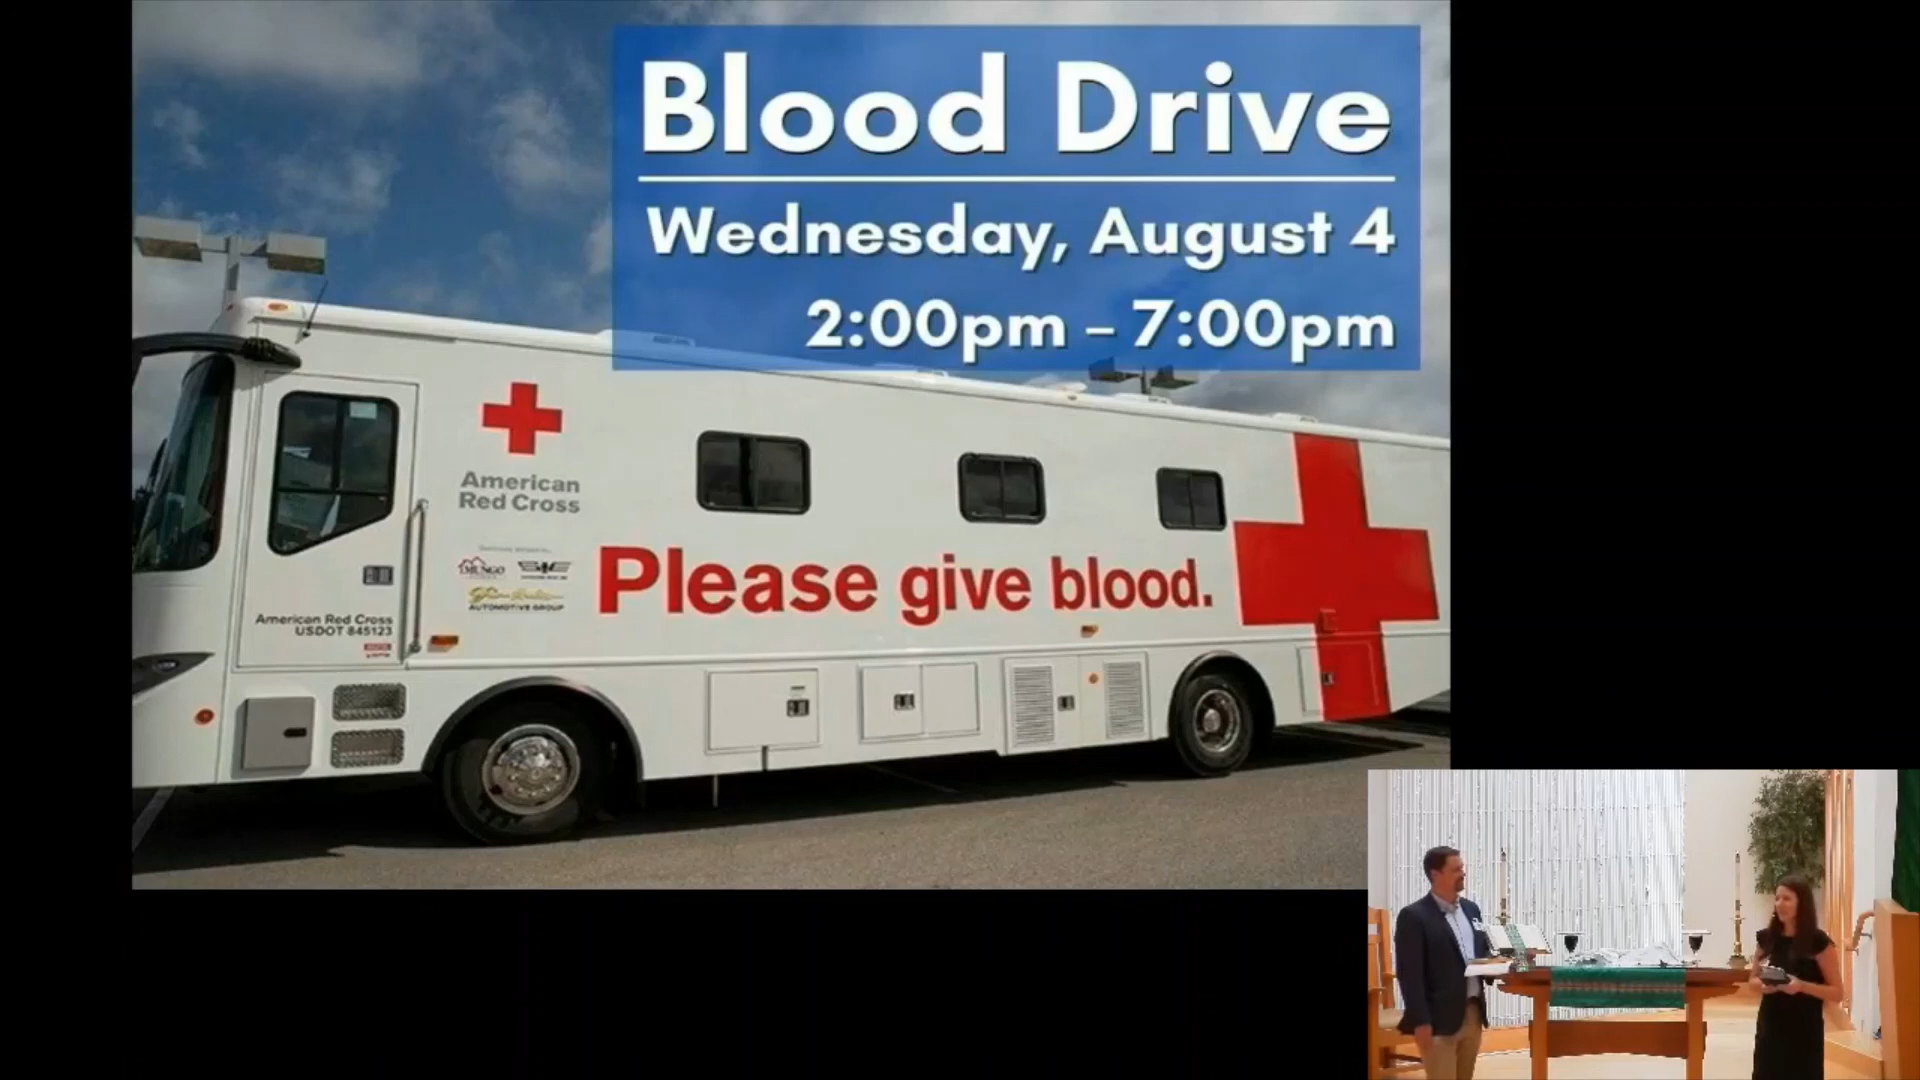 Blood Drive
Wednesday, August 4
2:00pm – 7:00pm
American
Red Cross
MUNGO
AUTOMOTIVE GROUP
Please give blood.
American Red Cross
USDOT 845123